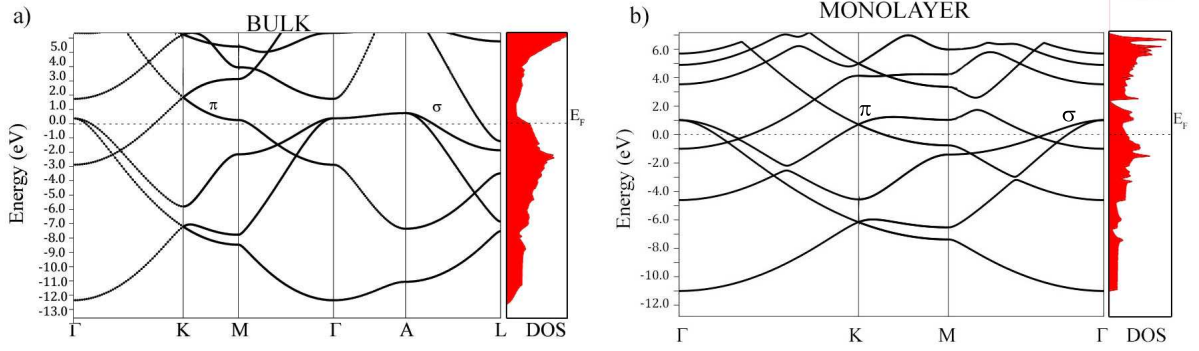 a)
BULK
5.0
4.0
3.0
2.0
1.0
0.0
-1.0
-2.0
-3.0
-5.0
-6.0
-7.0
-8.0
-9.0
-10.0
-11.0
-12.0
-13.0
Energy (eV)
π
σ
E_F
Γ K M Γ A L DOS
b)
MONOLAYER
6.0
4.0
2.0
0.0
-2.0
-4.0
-6.0
-8.0
-10.0
-12.0
Energy (eV)
π
σ
E_F
Γ K M Γ DOS